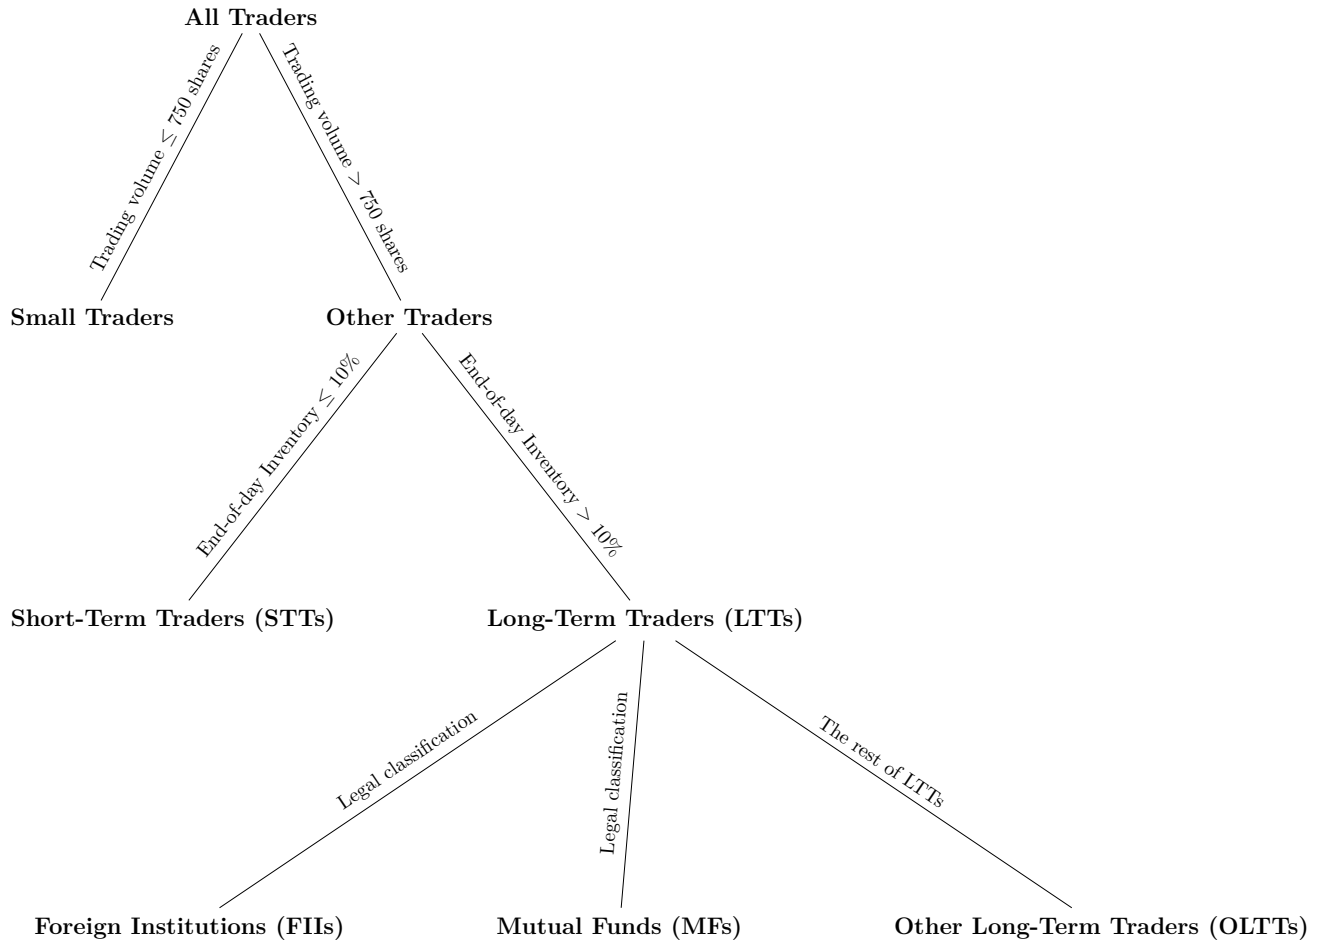 All Traders
Trading volume ≤ 750 shares
Trading volume > 750 shares
Small Traders
Other Traders
End-of-day Inventory ≤ 10%
End-of-day Inventory > 10%
Short-Term Traders (STTs)
Long-Term Traders (LTTs)
Legal classification
Legal classification
The rest of LTTs
Foreign Institutions (FIIs)
Mutual Funds (MFs)
Other Long-Term Traders (OLTTs)